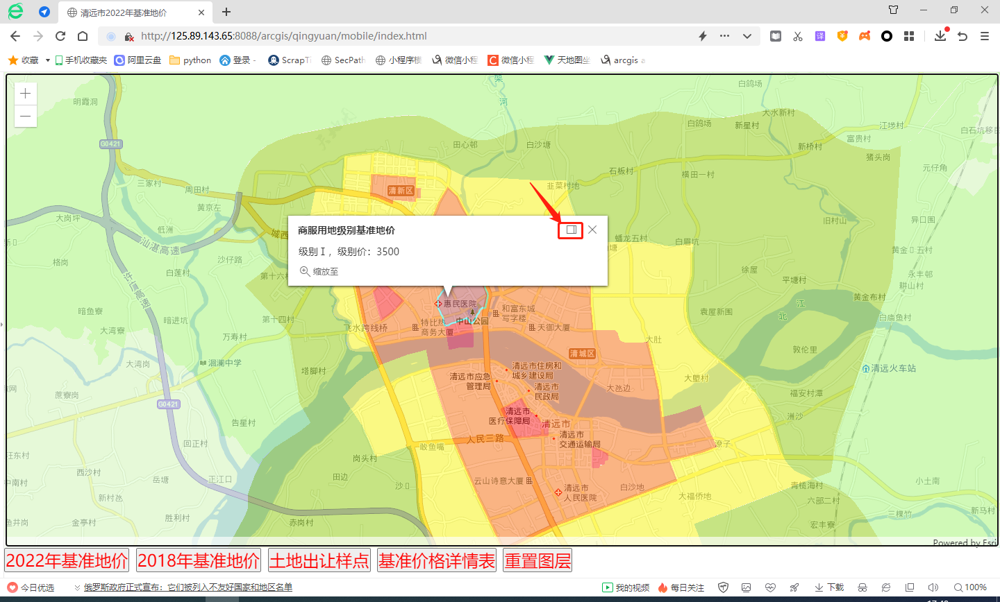 清远市2022年基准地价
http://125.89.143.65:8088/arcgis/qingyuan/mobile/index.html
收藏 手机收藏夹 阿里云盘 python 登录 - ScrapTi SecPath 小程序模 微信小程 微信小程 天地图坐 arcgis a
架
河
明霞洞
白鸽场
大水新村
白鸽场
新星村
江埗村
白石坑移民
富贵村
G0421
田心邨
白沙塘
新桥村
猪头岗
石板村
元仔角
横田一村
三家村
周田村
清新区
韭菜村地
黄京左
大岗坪
低洲
旧村山
异口围
城西
汕湛高速
商服用地级别基准地价
级别 I ，级别价：3500
缩放至
蟠龙五村
白眉坑
塘
黄金 五村
格岗
沙仔路
白莲村
第十六村
许广高速
徐屋
永丰邨
平塘村
耕山村
黄金布村
暗鱼寮
惠民医院
和富东城
写字楼
江
北
袁屋新围
第十四村
暗进坑
中山公园
白庙鱼村
大湾寮
飞水跨线桥
特比热
商务大厦
天御大厦
万寿村
大肚
敦伦里
清城区
大湾岗
洄澜中学
清远市住房和
城乡建设局
清远火车站
塔脚村
清远市应急
管理局
大塱村
清远市
民政局
大氹边
福安村潭
蔗寮岗
G0421
清远市
医疗保障局
洲沙
告星村
清远市
清远市
交通运输局
回正村
人民三路
敢鱼嘴
潦子
旺东村
岗头村
西沙村
田边
云山诗意大厦
中南村
岳塘
正江口
沙
白沙地
青榄海村
小土南
新村边
清远市
人民医院
大福侨地
六部二村
新马村
三棵竹
鱼井岗
金亭村
胜利村
赤岗村
宏丰寮
Powered by Esri
2022年基准地价 2018年基准地价 土地出让样点 基准价格详情表 重置图层
今日优选 俄罗斯政府正式宣布：它们被列入不友好国家和地区名单 我的视频 每日关注 下载 100%